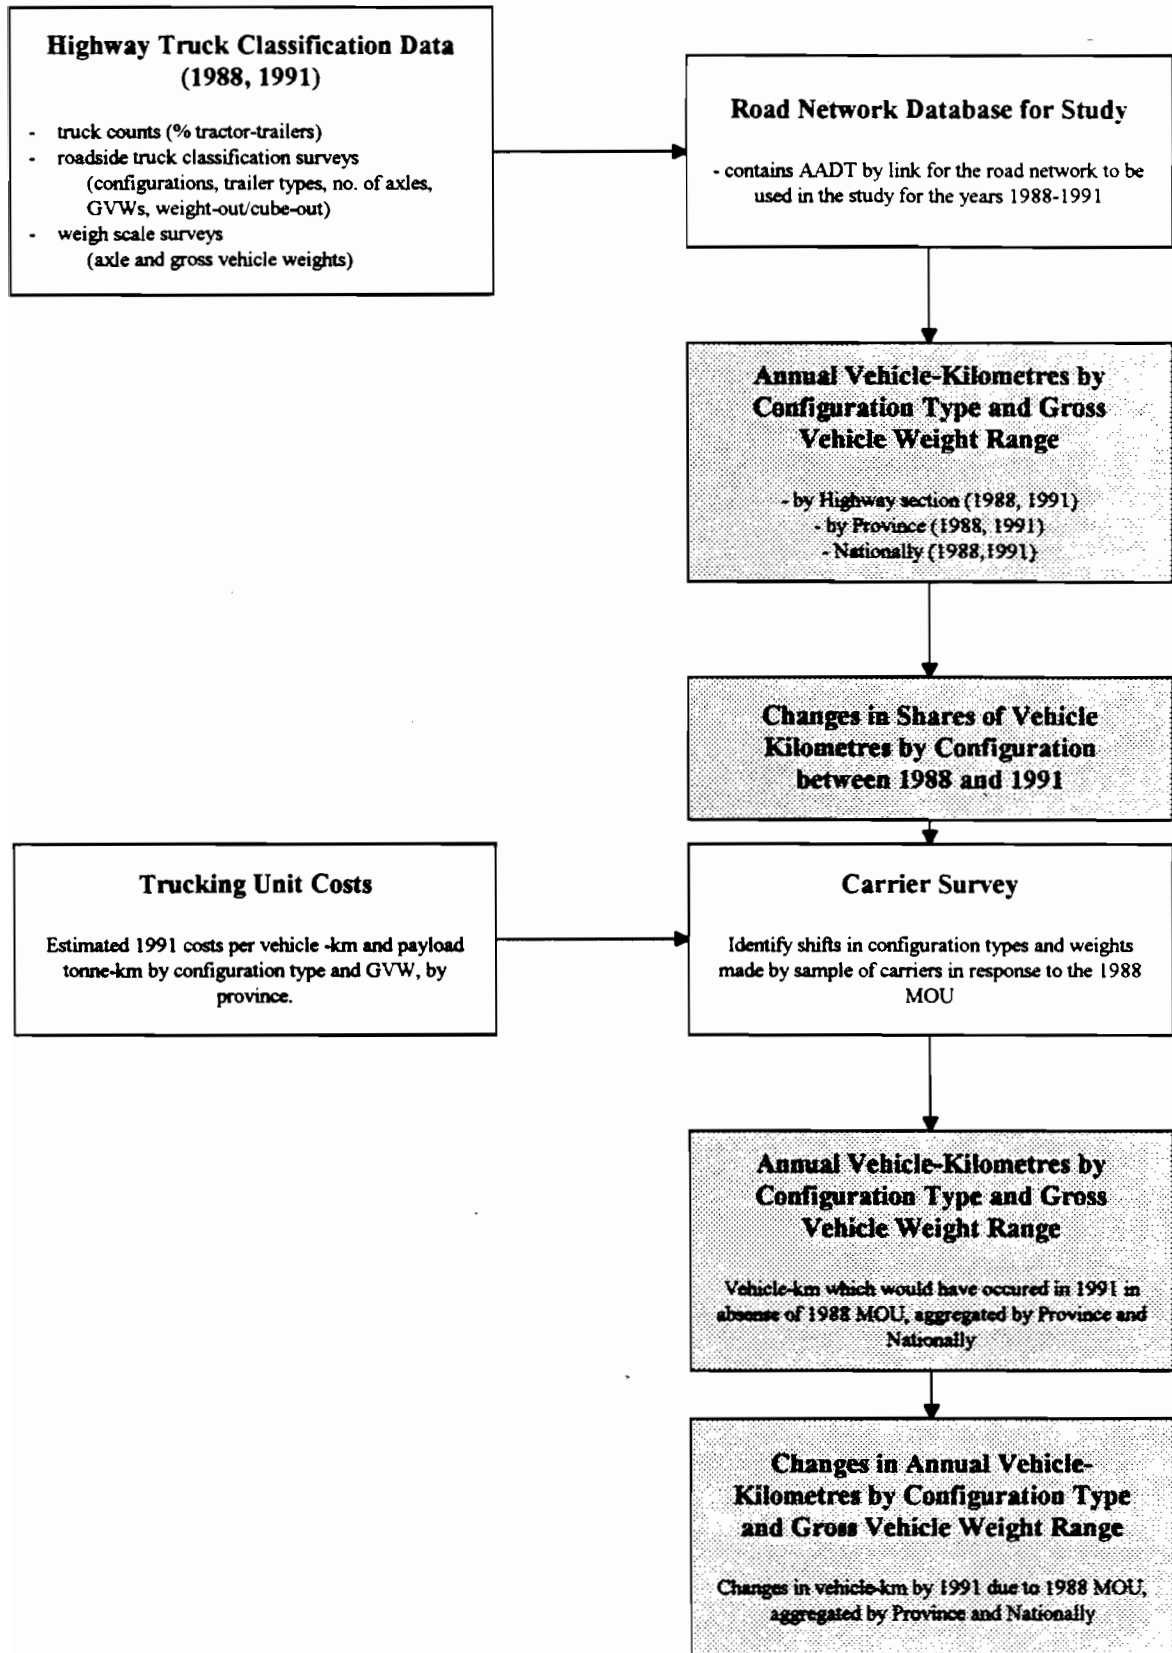 Highway Truck Classification Data
(1988, 1991)
- truck counts (% tractor-trailers)
- roadside truck classification surveys
(configurations, trailer types, no. of axles,
GVWs, weight-out/cube-out)
- weigh scale surveys
(axle and gross vehicle weights)
Road Network Database for Study
- contains AADT by link for the road network to be
used in the study for the years 1988-1991
Annual Vehicle-Kilometres by
Configuration Type and Gross
Vehicle Weight Range
- by Highway section (1988, 1991)
- by Province (1988, 1991)
- Nationally (1988,1991)
Changes in Shares of Vehicle
Kilometres by Configuration
between 1988 and 1991
Trucking Unit Costs
Estimated 1991 costs per vehicle -km and payload
tonne-km by configuration type and GVW, by
province.
Carrier Survey
Identify shifts in configuration types and weights
made by sample of carriers in response to the 1988
MOU
Annual Vehicle-Kilometres by
Configuration Type and Gross
Vehicle Weight Range
Vehicle-km which would have occured in 1991 in
absense of 1988 MOU, aggregated by Province and
Nationally
Changes in Annual Vehicle-
Kilometres by Configuration Type
and Gross Vehicle Weight Range
Changes in vehicle-km by 1991 due to 1988 MOU,
aggregated by Province and Nationally